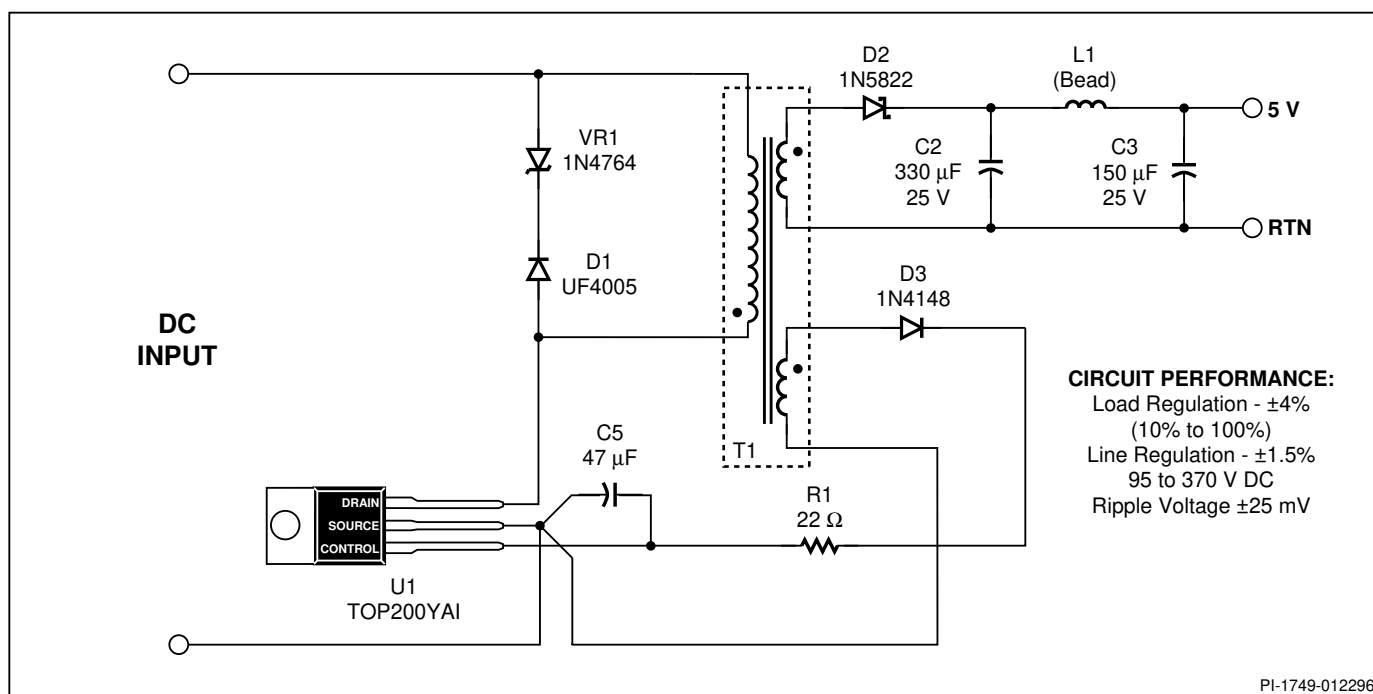 D2
1N5822
L1
(Bead)
5 V
VR1
1N4764
C2
330 µF
25 V
C3
150 µF
25 V
RTN
D1
UF4005
D3
1N4148
DC
INPUT
CIRCUIT PERFORMANCE:
Load Regulation - ±4%
(10% to 100%)
Line Regulation - ±1.5%
95 to 370 V DC
Ripple Voltage ±25 mV
T1
C5
47 µF
R1
22 Ω
DRAIN
SOURCE
CONTROL
U1
TOP200YAI
PI-1749-012296